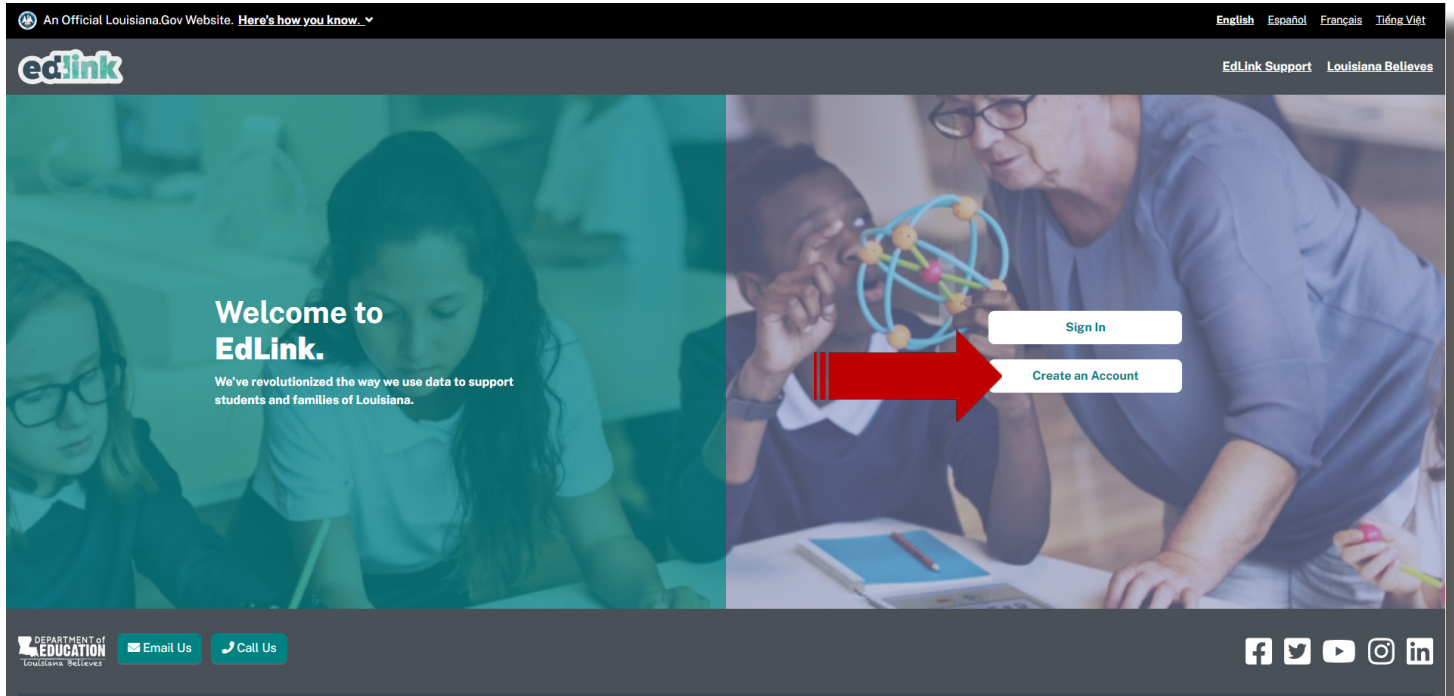 An Official Louisiana.Gov Website. Here's how you know.
English Español Français Tiếng Việt
edlink
EdLink Support Louisiana Believes
Welcome to
EdLink.
We've revolutionized the way we use data to support
students and families of Louisiana.
Sign In
Create an Account
DEPARTMENT of
EDUCATION
Louisiana Believes
Email Us
Call Us